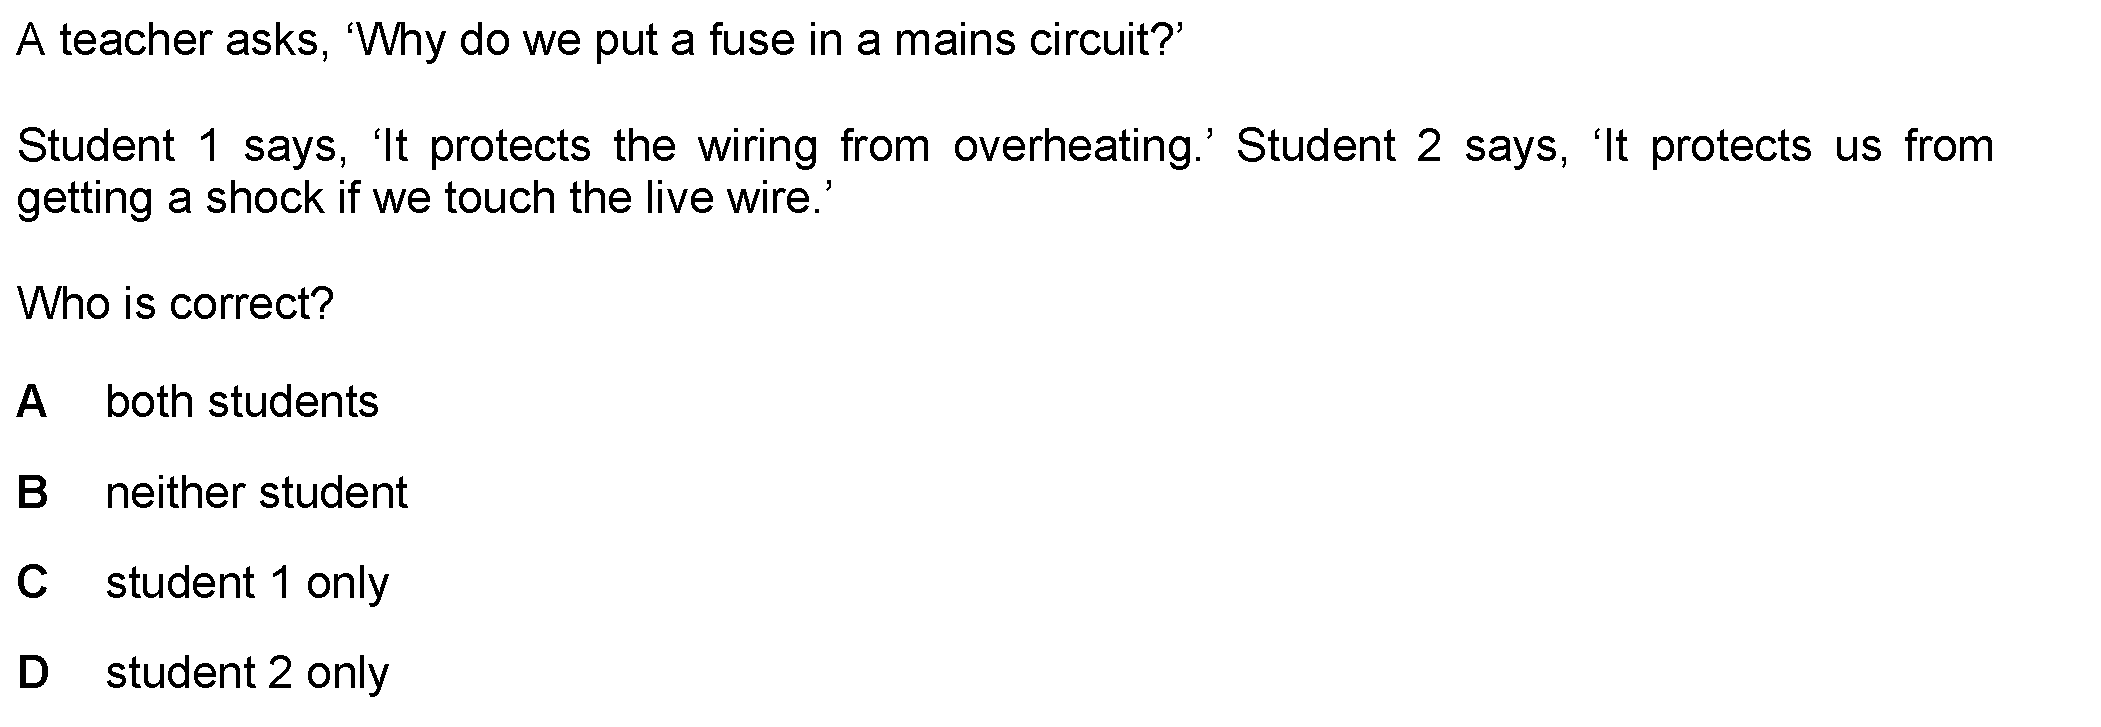 A teacher asks, ‘Why do we put a fuse in a mains circuit?’
Student 1 says, ‘It protects the wiring from overheating.’ Student 2 says, ‘It protects us from
getting a shock if we touch the live wire.’
Who is correct?
A both students
B neither student
C student 1 only
D student 2 only